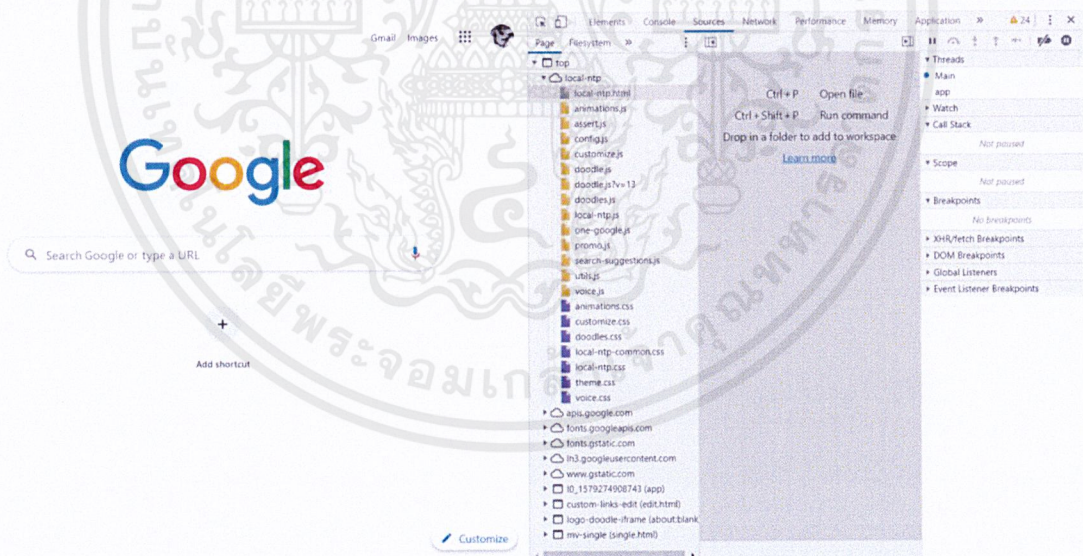 Gmail Images
Google
Search Google or type a URL
Add shortcut
Customize
Elements Console Sources Network Performance Memory Application » 24
Page Filesystem »
top
local-ntp
local-ntp.html
animations.js
assert.js
config.js
customize.js
doodle.js
doodle.js?v=13
doodles.js
local-ntp.js
one-google.js
promo.js
search-suggestions.js
utils.js
voice.js
animations.css
customize.css
doodles.css
local-ntp-common.css
local-ntp.css
theme.css
voice.css
apis.google.com
fonts.googleapis.com
fonts.gstatic.com
lh3.googleusercontent.com
www.gstatic.com
I0_1579274908743 (app)
custom-links-edit (edit.html)
logo-doodle-iframe (about:blank
mv-single (single.html)
Ctrl + P Open file
Ctrl + Shift + P Run command
Drop in a folder to add to workspace
Learn more
Threads
Main
app
Watch
Call Stack
Not paused
Scope
Not paused
Breakpoints
No breakpoints
XHR/fetch Breakpoints
DOM Breakpoints
Global Listeners
Event Listener Breakpoints